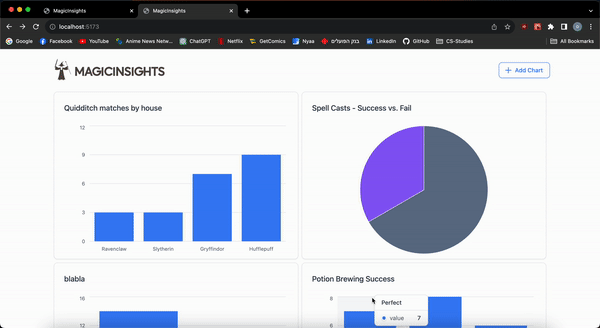 MagicInsights
MagicInsights
localhost:5173
Google Facebook YouTube Anime News Netw... ChatGPT Netflix GetComics Nyaa בנק הפועלים LinkedIn GitHub CS-Studies All Bookmarks
MAGICINSIGHTS
Add Chart
Quidditch matches by house
12
9
6
3
0
Ravenclaw Slytherin Gryffindor Hufflepuff
Spell Casts - Success vs. Fail
blabla
16
12
Potion Brewing Success
8
6
Perfect
value 7